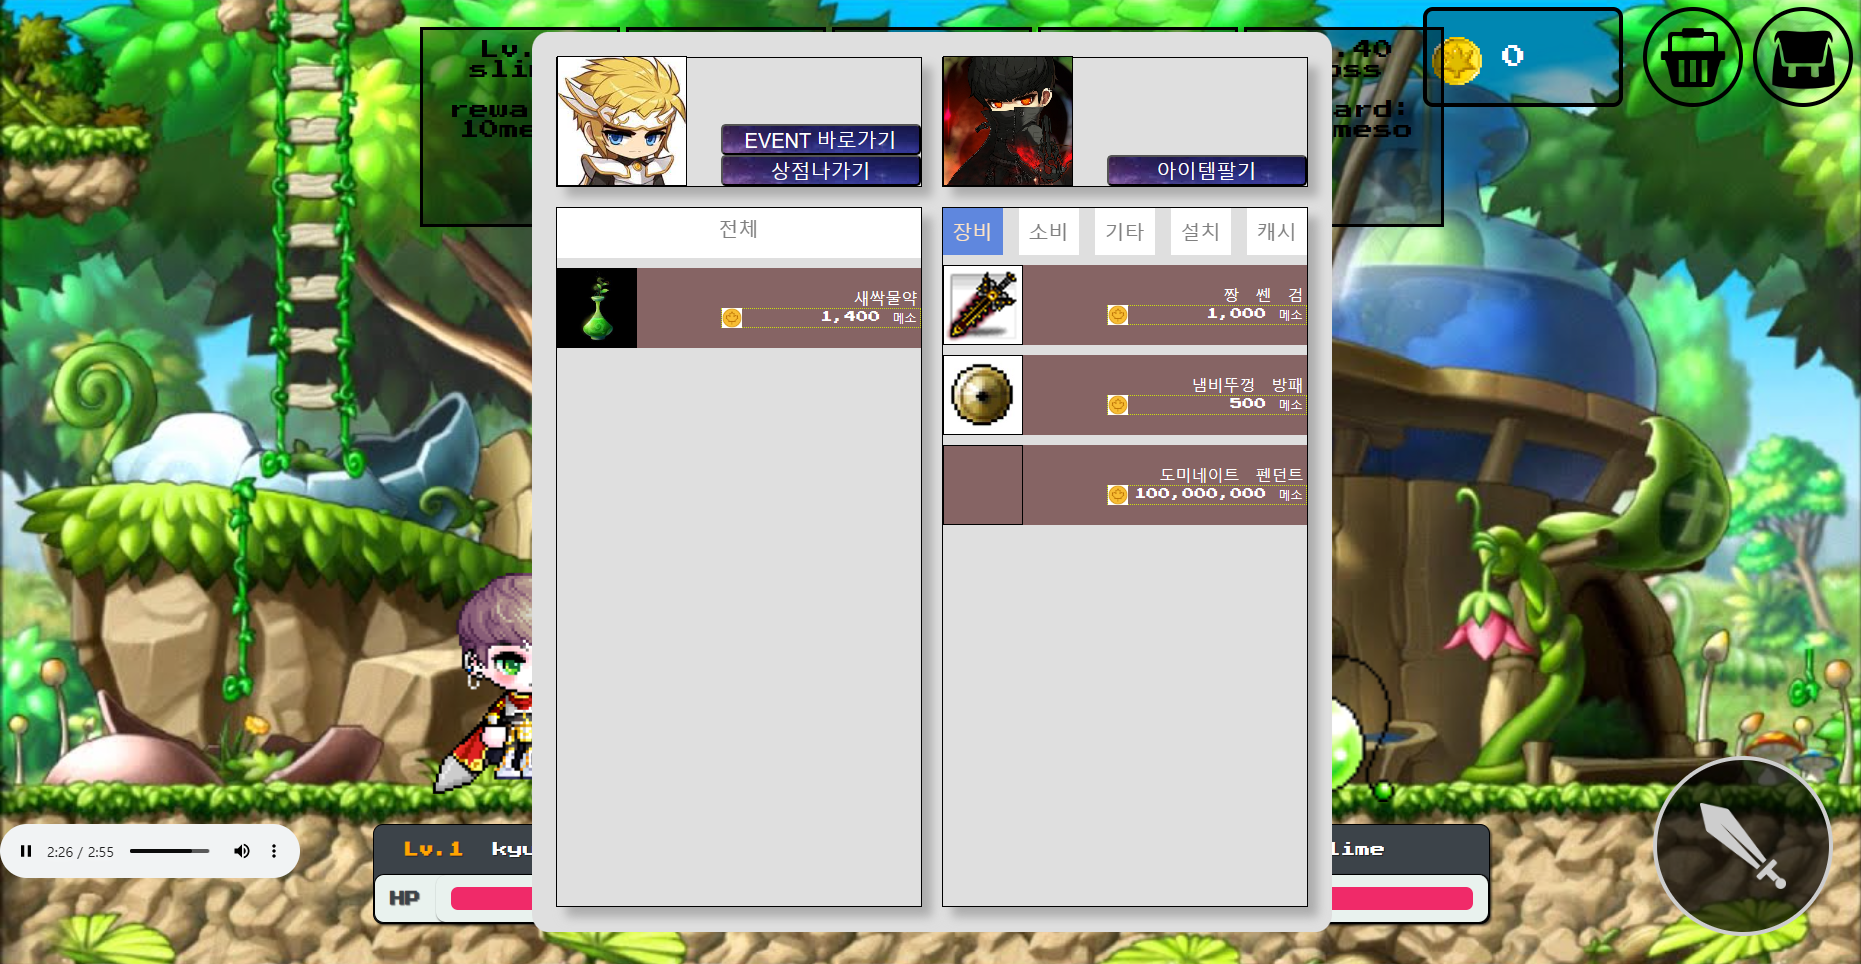 Lv.
slin
rewa
10me
.40
oss
ard:
meso
0
EVENT 바로가기
상점나가기
아이템팔기
전체
장비 소비 기타 설치 캐시
새싹물약
1,400 메소
짱 쎈 검
1,000 메소
냄비뚜껑 방패
500 메소
도미네이트 펜던트
100,000,000 메소
2:26 / 2:55
Lv.1 kyu
lime
HP